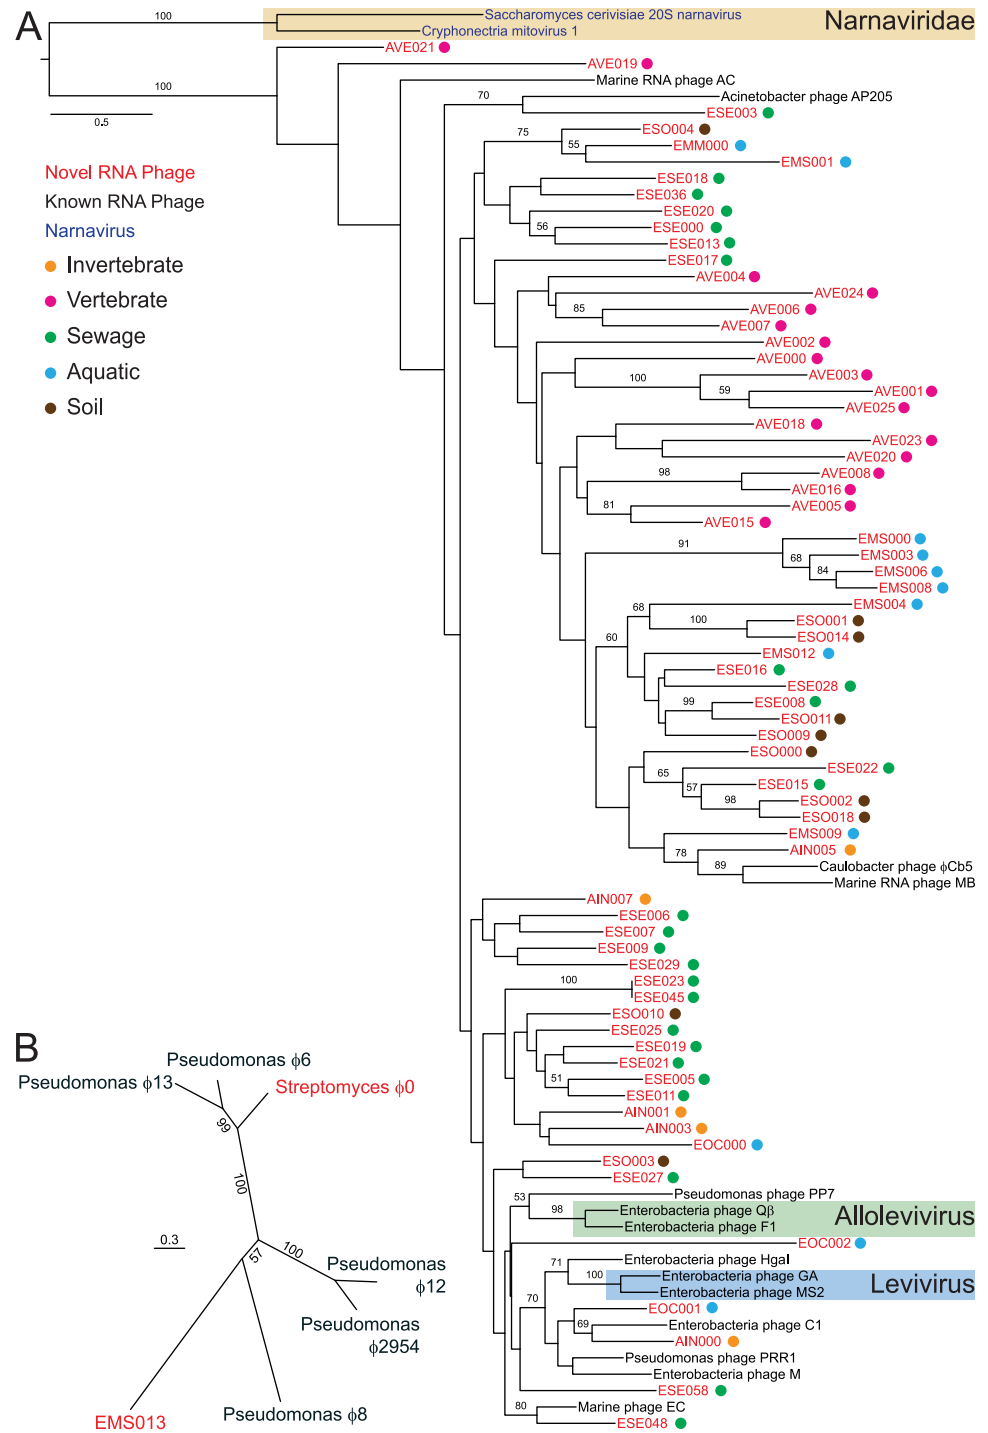 A
100
Saccharomyces cerivisiae 20S narnavirus
Narnaviridae
Cryphonectria mitovirus 1
AVE021
AVE019
100
Marine RNA phage AC
70
Acinetobacter phage AP205
0.5
ESE003
75
ESO004
55
EMM000
EMS001
Novel RNA Phage
Known RNA Phage
Narnavirus
Invertebrate
Vertebrate
Sewage
Aquatic
Soil
ESE018
ESE036
ESE020
56
ESE000
ESE013
ESE017
AVE004
AVE024
85
AVE006
AVE007
AVE002
AVE000
100
AVE003
59
AVE001
AVE025
AVE018
AVE023
AVE020
98
AVE008
AVE016
81
AVE005
AVE015
91
EMS000
68
EMS003
84
EMS006
EMS008
68
EMS004
100
ESO001
60
ESO014
EMS012
ESE016
ESE028
99
ESE008
ESO011
ESO009
ESO000
65
ESE022
57
ESE015
98
ESO002
ESO018
EMS009
78
AIN005
89
Caulobacter phage ϕCb5
Marine RNA phage MB
AIN007
ESE006
ESE007
ESE009
ESE029
100
ESE023
ESE045
ESO010
ESE025
ESE019
ESE021
51
ESE005
ESE011
AIN001
AIN003
EOC000
ESO003
ESE027
53
Pseudomonas phage PP7
98
Enterobacteria phage Qβ
Allolevivirus
Enterobacteria phage F1
EOC002
71
Enterobacteria phage Hgal
100
Enterobacteria phage GA
Levivirus
Enterobacteria phage MS2
70
EOC001
69
Enterobacteria phage C1
AIN000
Pseudomonas phage PRR1
Enterobacteria phage M
ESE058
80
Marine phage EC
ESE048
B
Pseudomonas ϕ6
Pseudomonas ϕ13
Streptomyces ϕ0
99
100
0.3
57
100
Pseudomonas
ϕ12
Pseudomonas
ϕ2954
EMS013
Pseudomonas ϕ8